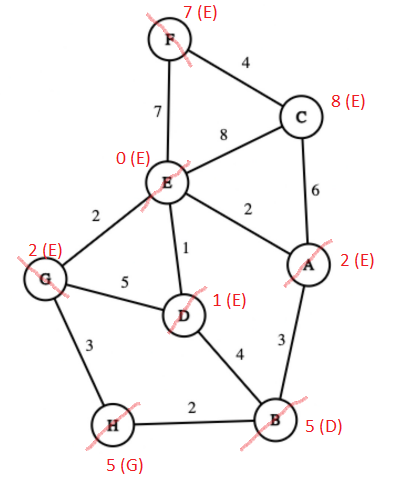 7 (E)
F
4
7
C
8 (E)
8
0 (E)
E
6
2
2
2 (E)
1
A
2 (E)
G
5
D
1 (E)
3
4
3
2
H
B
5 (D)
5 (G)